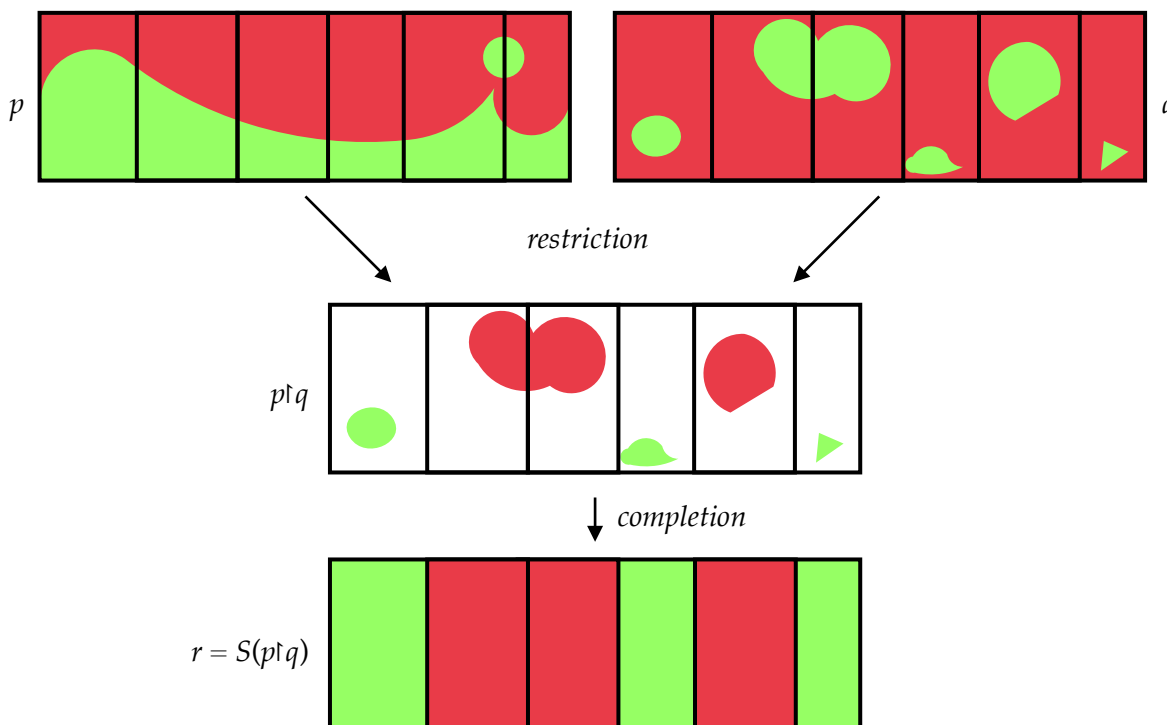 p
restriction
p↾q
completion
r = S(p↾q)